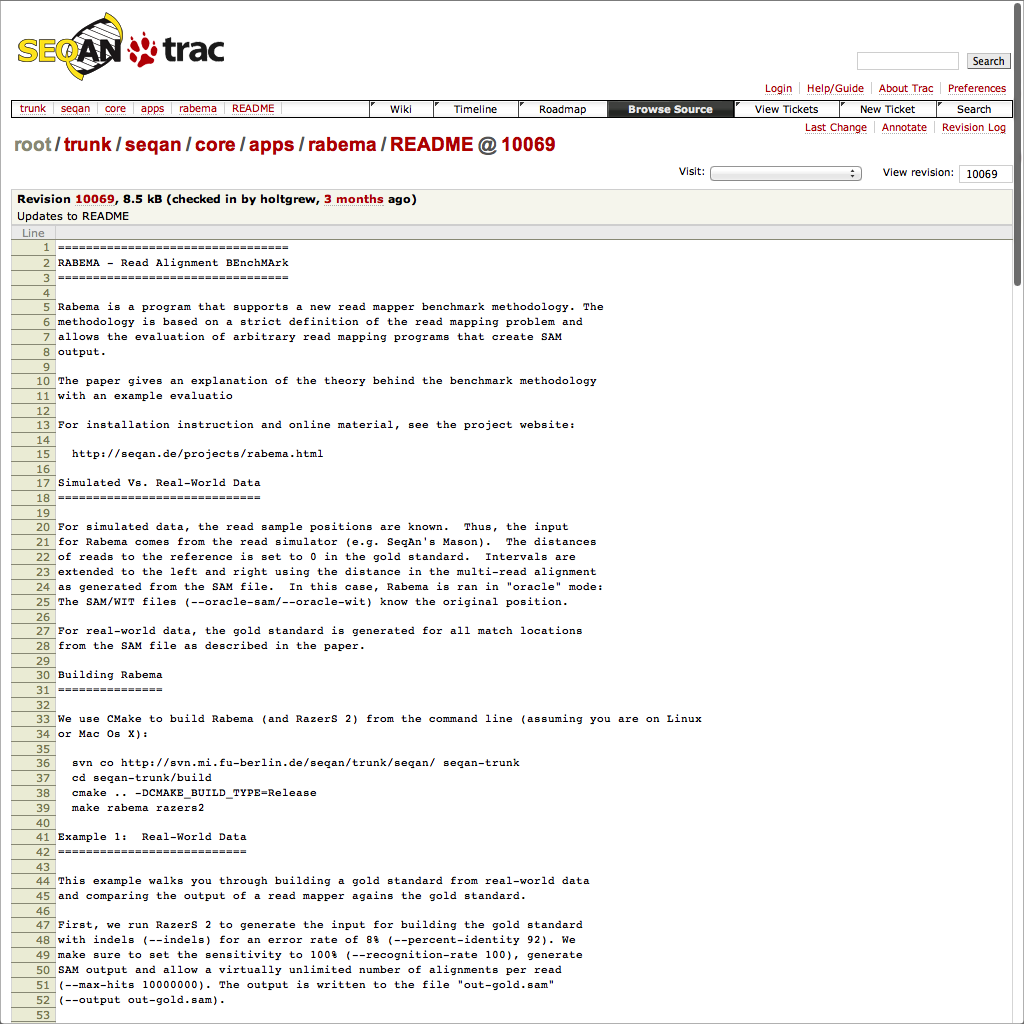 SEQAN trac
Search
Login Help/Guide About Trac Preferences
trunk seqan core apps rabema README Wiki Timeline Roadmap Browse Source View Tickets New Ticket Search
Last Change Annotate Revision Log
root/trunk/seqan/core/apps/rabema/README @ 10069
Visit: View revision: 10069
Revision 10069, 8.5 kB (checked in by holtgrew, 3 months ago)
Updates to README
Line
1 =================================
2 RABEMA - Read Alignment BEnchMArk
3 =================================
4
5 Rabema is a program that supports a new read mapper benchmark methodology. The
6 methodology is based on a strict definition of the read mapping problem and
7 allows the evaluation of arbitrary read mapping programs that create SAM
8 output.
9
10 The paper gives an explanation of the theory behind the benchmark methodology
11 with an example evaluatio
12
13 For installation instruction and online material, see the project website:
14
15   http://seqan.de/projects/rabema.html
16
17 Simulated Vs. Real-World Data
18 =============================
19
20 For simulated data, the read sample positions are known.  Thus, the input
21 for Rabema comes from the read simulator (e.g. SeqAn's Mason).  The distances
22 of reads to the reference is set to 0 in the gold standard.  Intervals are
23 extended to the left and right using the distance in the multi-read alignment
24 as generated from the SAM file.  In this case, Rabema is ran in "oracle" mode:
25 The SAM/WIT files (--oracle-sam/--oracle-wit) know the original position.
26
27 For real-world data, the gold standard is generated for all match locations
28 from the SAM file as described in the paper.
29
30 Building Rabema
31 ===============
32
33 We use CMake to build Rabema (and RazerS 2) from the command line (assuming you are on Linux
34 or Mac Os X):
35
36   svn co http://svn.mi.fu-berlin.de/seqan/trunk/seqan/ seqan-trunk
37   cd seqan-trunk/build
38   cmake .. -DCMAKE_BUILD_TYPE=Release
39   make rabema razers2
40
41 Example 1:  Real-World Data
42 ===========================
43
44 This example walks you through building a gold standard from real-world data
45 and comparing the output of a read mapper agains the gold standard.
46
47 First, we run RazerS 2 to generate the input for building the gold standard
48 with indels (--indels) for an error rate of 8% (--percent-identity 92). We
49 make sure to set the sensitivity to 100% (--recognition-rate 100), generate
50 SAM output and allow a virtually unlimited number of alignments per read
51 (--max-hits 10000000). The output is written to the file "out-gold.sam"
52 (--output out-gold.sam).
53